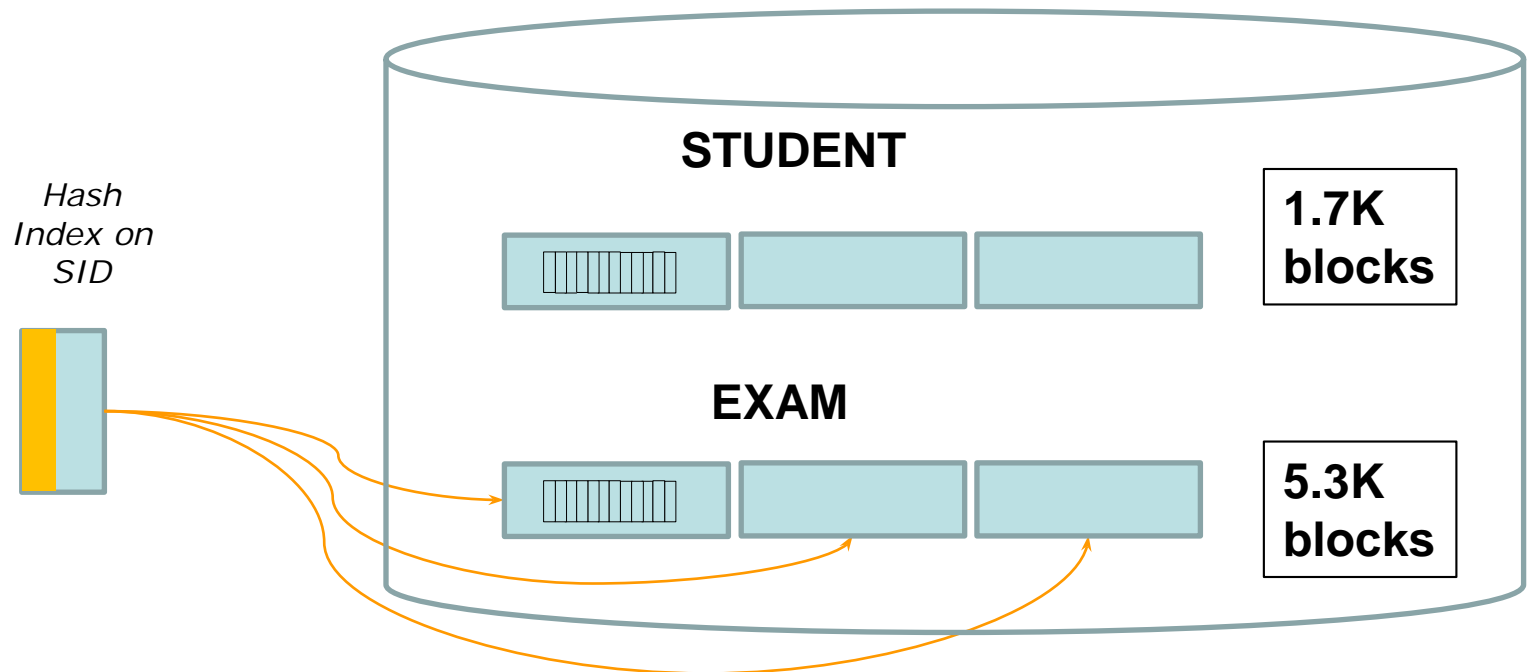 Hash
Index on
SID
STUDENT
1.7K
blocks
EXAM
5.3K
blocks